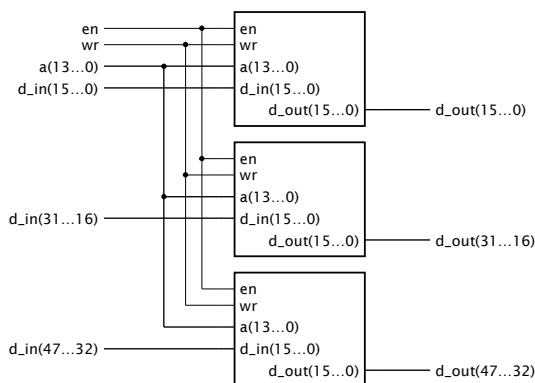 en en
wr wr
a(13…0) a(13…0)
d_in(15…0) d_in(15…0)
d_out(15…0) d_out(15…0)
en
wr
a(13…0)
d_in(31…16) d_in(15…0)
d_out(15…0) d_out(31…16)
en
wr
a(13…0)
d_in(47…32) d_in(15…0)
d_out(15…0) d_out(47…32)